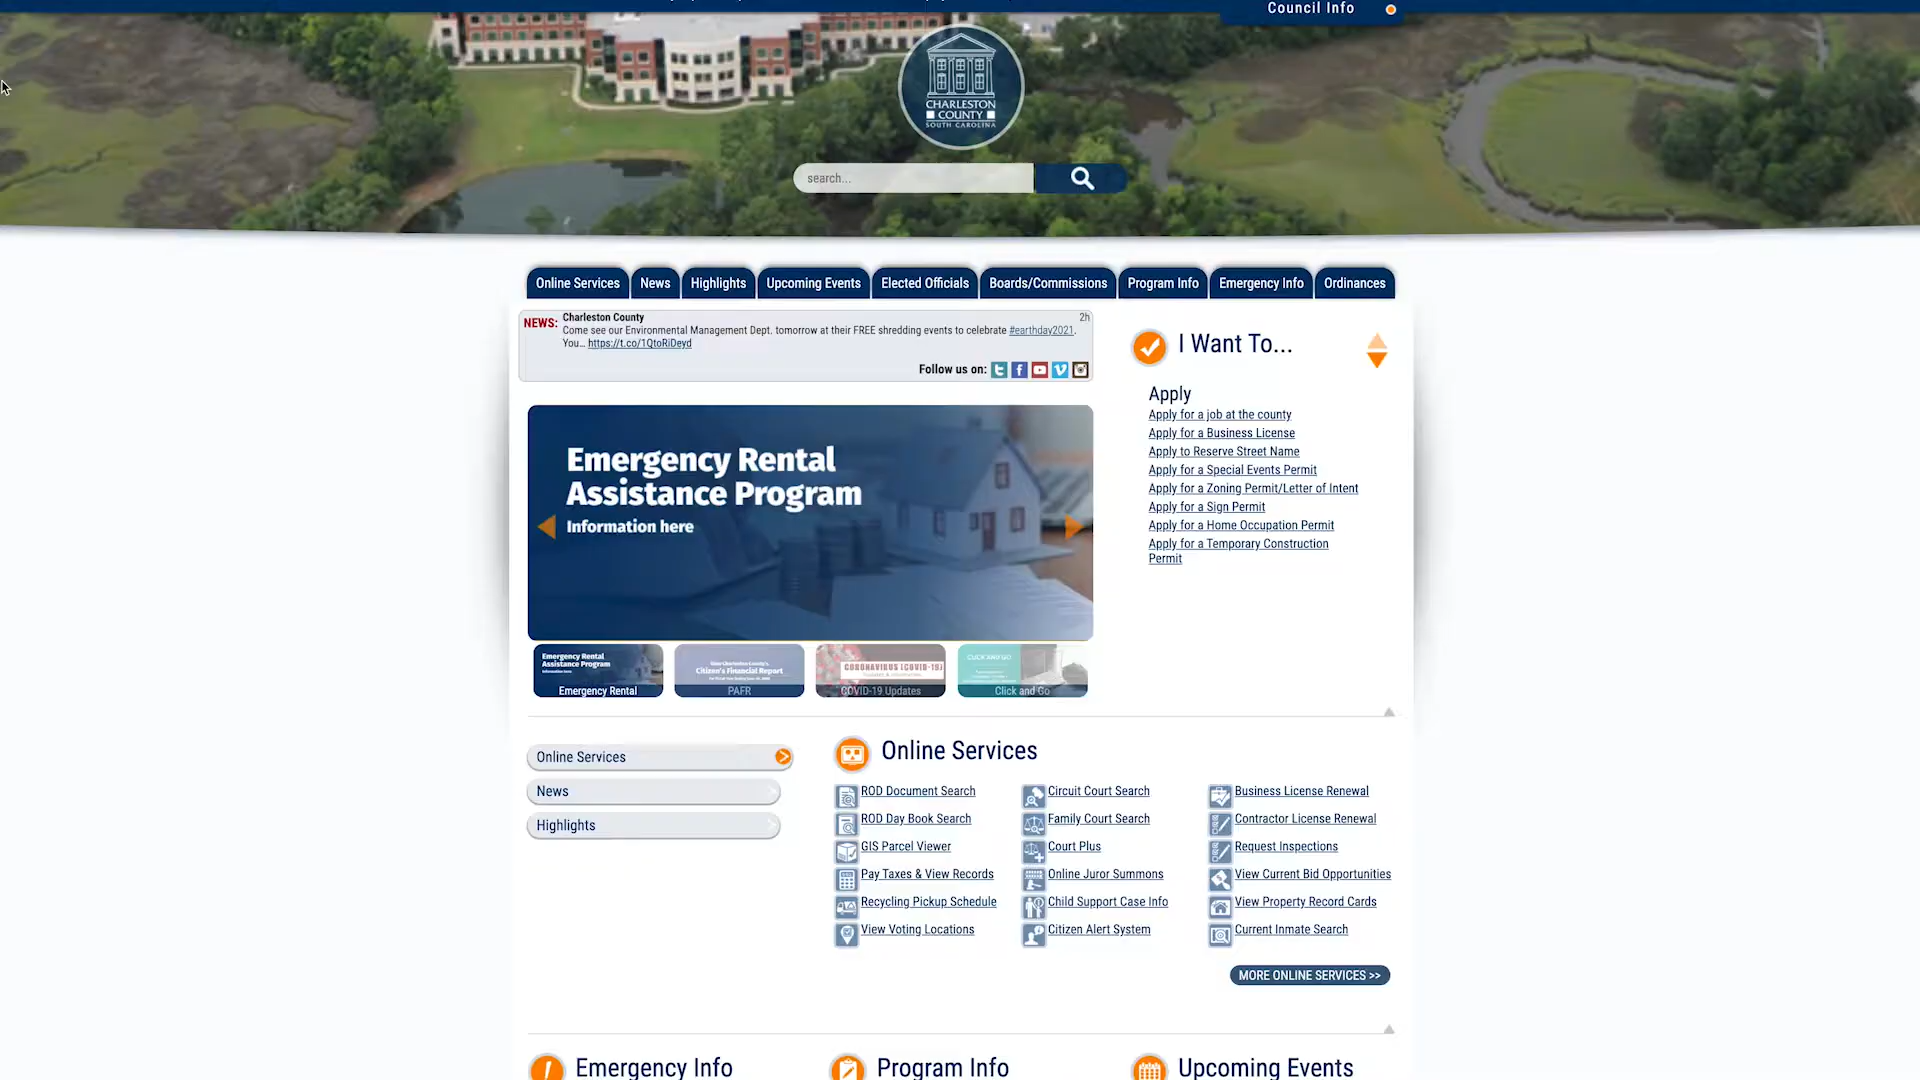 Council Info
CHARLESTON
COUNTY
SOUTH CAROLINA
search...
Online Services
News
Highlights
Upcoming Events
Elected Officials
Boards/Commissions
Program Info
Emergency Info
Ordinances
NEWS:
Charleston County
2h
Come see our Environmental Management Dept. tomorrow at their FREE shredding events to celebrate #earthday2021.
You... https://t.co/1QtoRiDeyd
Follow us on:
I Want To...
Apply
Apply for a job at the county
Apply for a Business License
Apply to Reserve Street Name
Apply for a Special Events Permit
Apply for a Zoning Permit/Letter of Intent
Apply for a Sign Permit
Apply for a Home Occupation Permit
Apply for a Temporary Construction
Permit
Emergency Rental
Assistance Program
Information here
Emergency Rental
Assistance Program
Emergency Rental
Citizen's Financial Report
PAFR
CORONAVIRUS (COVID-19)
COVID-19 Updates
CLICK AND GO
Click and Go
Online Services
News
Highlights
Online Services
ROD Document Search
ROD Day Book Search
GIS Parcel Viewer
Pay Taxes & View Records
Recycling Pickup Schedule
View Voting Locations
Circuit Court Search
Family Court Search
Court Plus
Online Juror Summons
Child Support Case Info
Citizen Alert System
Business License Renewal
Contractor License Renewal
Request Inspections
View Current Bid Opportunities
View Property Record Cards
Current Inmate Search
MORE ONLINE SERVICES >>
Emergency Info
Program Info
Upcoming Events